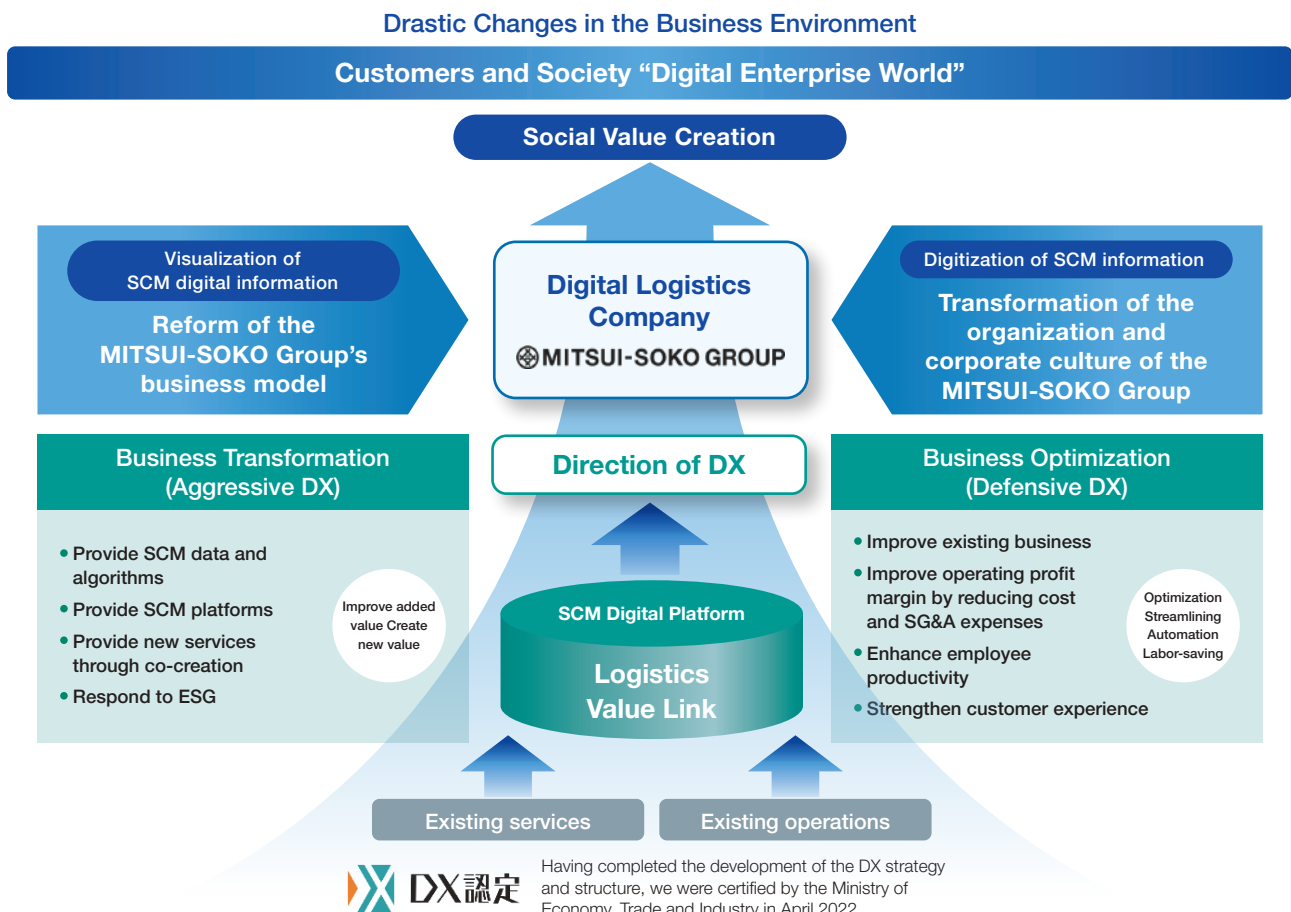 Drastic Changes in the Business Environment
Customers and Society “Digital Enterprise World”
Social Value Creation
Visualization of
SCM digital information
Reform of the
MITSUI-SOKO Group’s
business model
Digital Logistics
Company
MITSUI-SOKO GROUP
Digitization of SCM information
Transformation of the
organization and
corporate culture of the
MITSUI-SOKO Group
Business Transformation
(Aggressive DX)
• Provide SCM data and
algorithms
• Provide SCM platforms
• Provide new services
through co-creation
• Respond to ESG
Improve added
value Create
new value
Direction of DX
SCM Digital Platform
Logistics
Value Link
Business Optimization
(Defensive DX)
• Improve existing business
• Improve operating profit
margin by reducing cost
and SG&A expenses
• Enhance employee
productivity
• Strengthen customer experience
Optimization
Streamlining
Automation
Labor-saving
Existing services
Existing operations
DX認定
Having completed the development of the DX strategy
and structure, we were certified by the Ministry of
Economy, Trade and Industry in April 2022